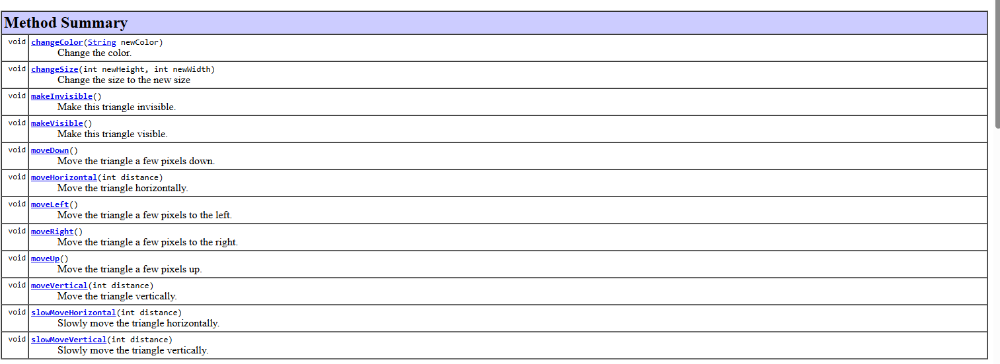 Method Summary
void changeColor(String newColor)
Change the color.
void changeSize(int newHeight, int newWidth)
Change the size to the new size
void makeInvisible()
Make this triangle invisible.
void makeVisible()
Make this triangle visible.
void moveDown()
Move the triangle a few pixels down.
void moveHorizontal(int distance)
Move the triangle horizontally.
void moveLeft()
Move the triangle a few pixels to the left.
void moveRight()
Move the triangle a few pixels to the right.
void moveUp()
Move the triangle a few pixels up.
void moveVertical(int distance)
Move the triangle vertically.
void slowMoveHorizontal(int distance)
Slowly move the triangle horizontally.
void slowMoveVertical(int distance)
Slowly move the triangle vertically.